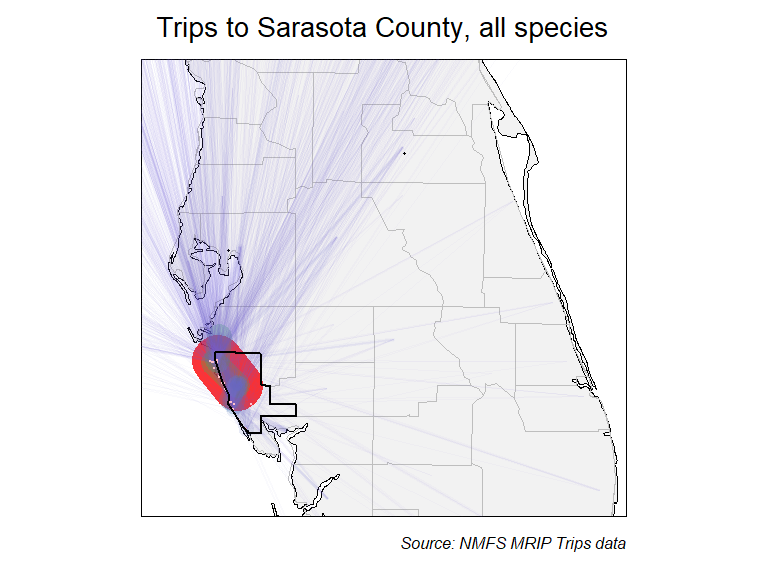 Trips to Sarasota County, all species
Source: NMFS MRIP Trips data